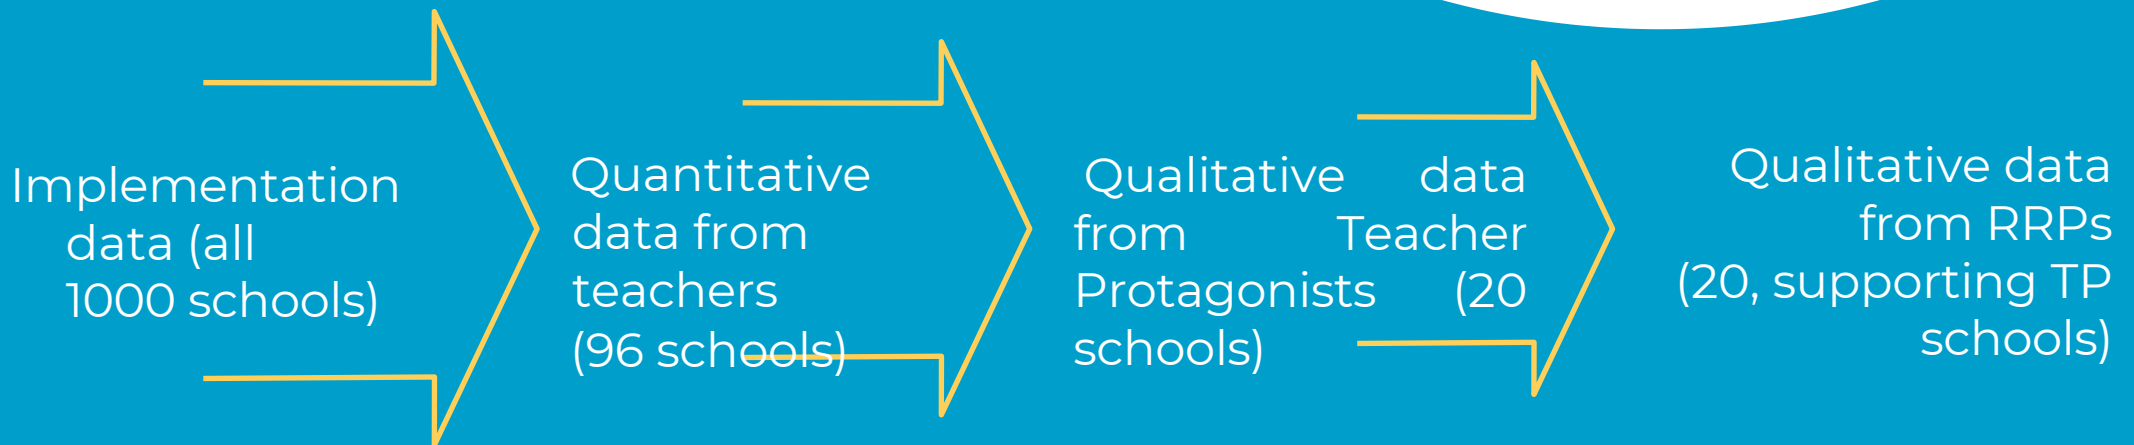 Implementation
data (all
1000 schools)
Quantitative
data from
teachers
(96 schools)
Qualitative data
from Teacher
Protagonists (20
schools)
Qualitative data
from RRPs
(20, supporting TP
schools)